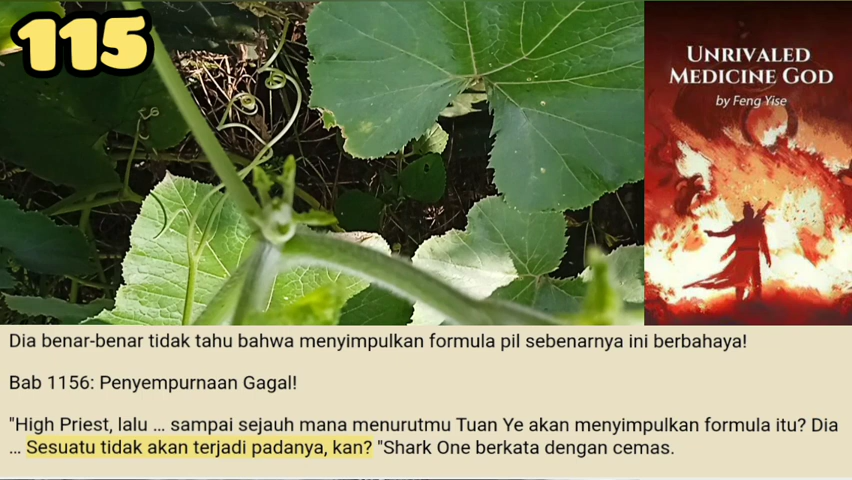 115
UNRIVALED
MEDICINE GOD
by Feng Yise
Dia benar-benar tidak tahu bahwa menyimpulkan formula pil sebenarnya ini berbahaya!
Bab 1156: Penyempurnaan Gagal!
"High Priest, lalu ... sampai sejauh mana menurutmu Tuan Ye akan menyimpulkan formula itu? Dia
... Sesuatu tidak akan terjadi padanya, kan? "Shark One berkata dengan cemas.